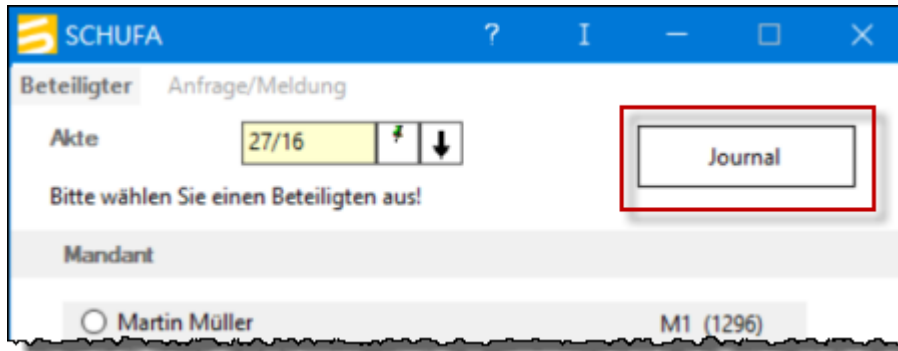 SCHUFA ? I
Beteiligter Anfrage/Meldung
Akte 27/16 Journal
Bitte wählen Sie einen Beteiligten aus!
Mandant
Martin Müller M1 (1296)